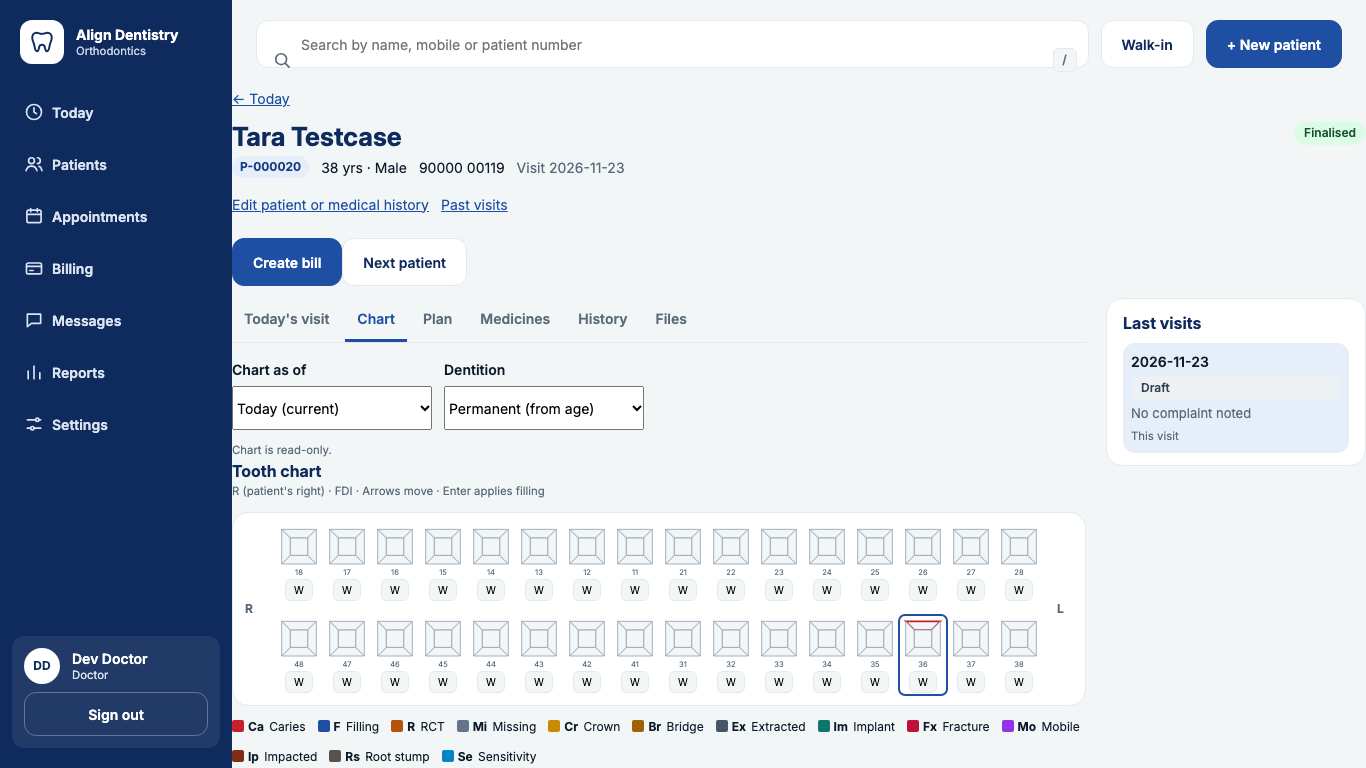 Align Dentistry
Orthodontics
Today
Patients
Appointments
Billing
Messages
Reports
Settings
DD
Dev Doctor
Doctor
Sign out
Search by name, mobile or patient number
/
Walk-in
+ New patient
← Today
Tara Testcase
Finalised
P-000020 38 yrs · Male 90000 00119 Visit 2026-11-23
Edit patient or medical history Past visits
Create bill Next patient
Today's visit Chart Plan Medicines History Files
Chart as of Dentition
Today (current) Permanent (from age)
Chart is read-only.
Tooth chart
R (patient's right) · FDI · Arrows move · Enter applies filling
18 17 16 15 14 13 12 11 21 22 23 24 25 26 27 28
W W W W W W W W W W W W W W W W
R L
48 47 46 45 44 43 42 41 31 32 33 34 35 36 37 38
W W W W W W W W W W W W W W W W
Ca Caries F Filling R RCT Mi Missing Cr Crown Br Bridge Ex Extracted Im Implant Fx Fracture Mo Mobile
Ip Impacted Rs Root stump Se Sensitivity
Last visits
2026-11-23
Draft
No complaint noted
This visit